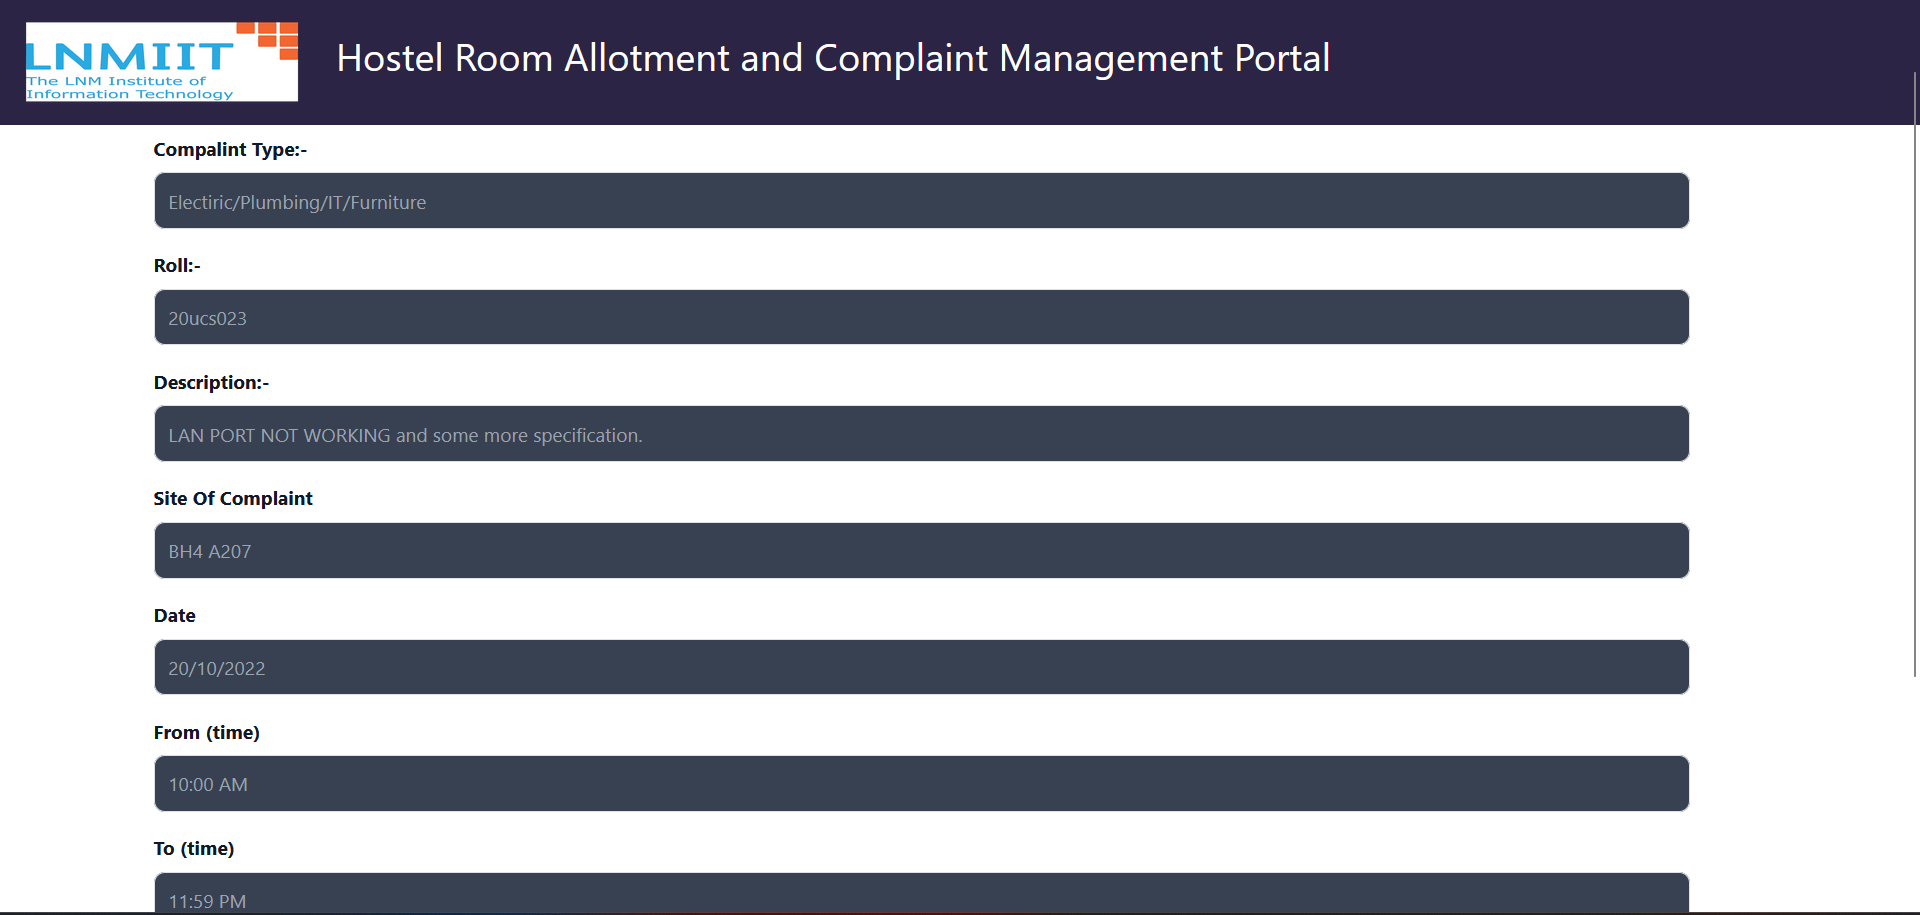 LNMIIT
The LNM Institute of
Information Technology
Hostel Room Allotment and Complaint Management Portal
Compalint Type:-
Electiric/Plumbing/IT/Furniture
Roll:-
20ucs023
Description:-
LAN PORT NOT WORKING and some more specification.
Site Of Complaint
BH4 A207
Date
20/10/2022
From (time)
10:00 AM
To (time)
11:59 PM